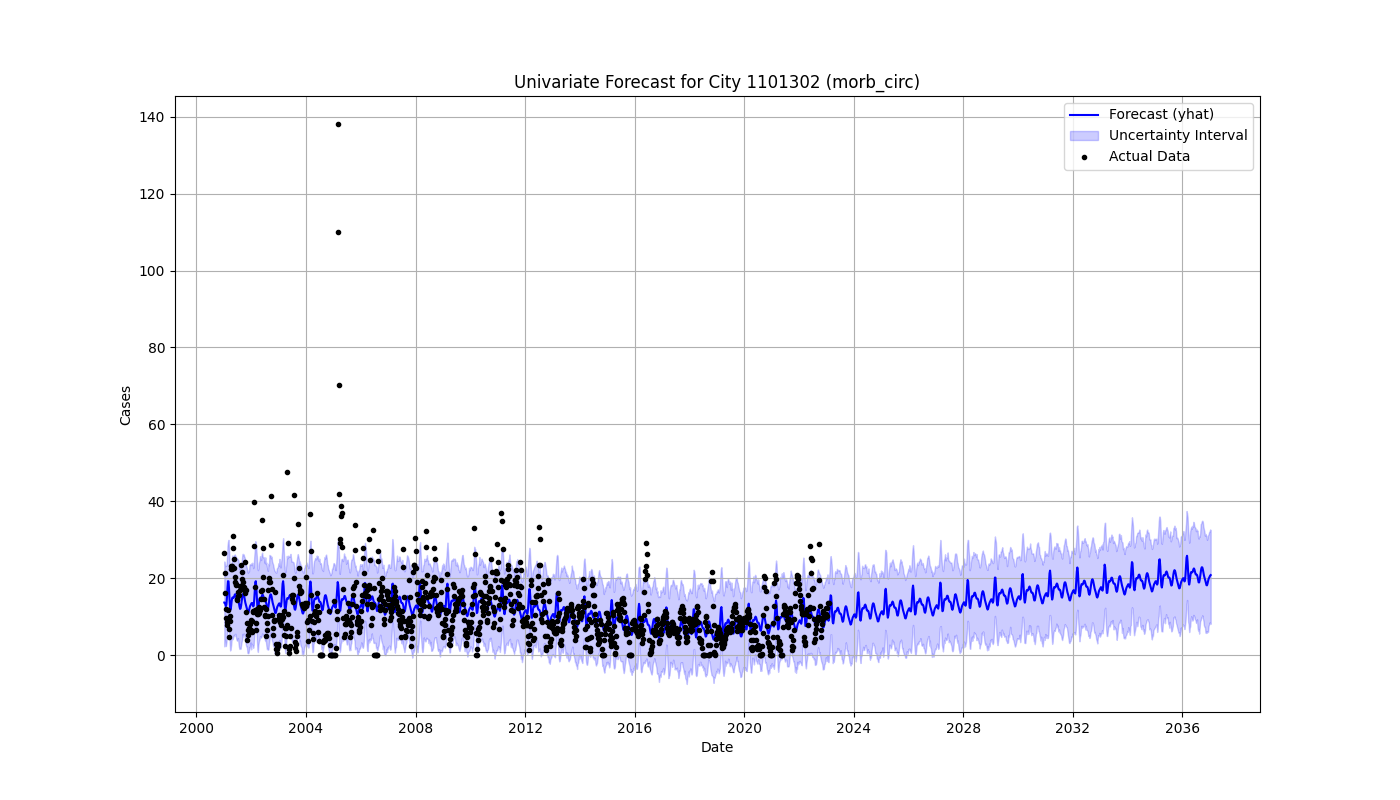 Univariate Forecast for City 1101302 (morb_circ)
Forecast (yhat)
Uncertainty Interval
Actual Data
140
120
100
80
60
40
20
0
Cases
2000 2004 2008 2012 2016 2020 2024 2028 2032 2036
Date